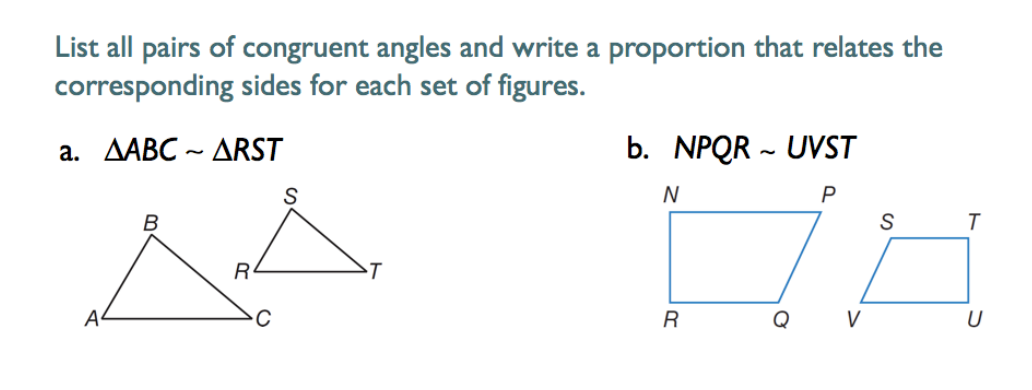 List all pairs of congruent angles and write a proportion that relates the
corresponding sides for each set of figures.
a. ΔABC ~ ΔRST
b. NPQR ~ UVST
S
B
R
T
A
C
N
P
S
T
R
Q
V
U